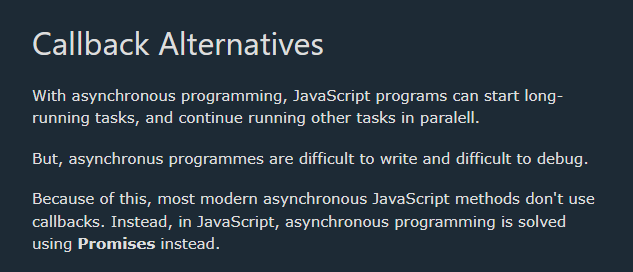 Callback Alternatives
With asynchronous programming, JavaScript programs can start long-
running tasks, and continue running other tasks in paralell.
But, asynchronus programmes are difficult to write and difficult to debug.
Because of this, most modern asynchronous JavaScript methods don't use
callbacks. Instead, in JavaScript, asynchronous programming is solved
using Promises instead.